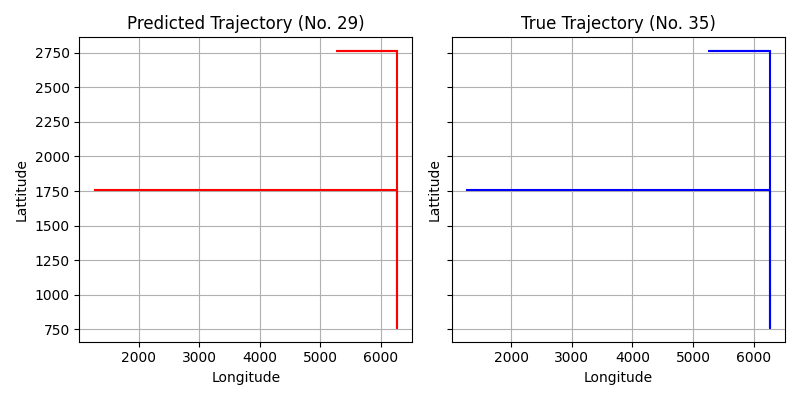 Predicted Trajectory (No. 29)
True Trajectory (No. 35)
2750
2500
2250
2000
1750
1500
1250
1000
750
Lattitude
Lattitude
2000 3000 4000 5000 6000
2000 3000 4000 5000 6000
Longitude
Longitude